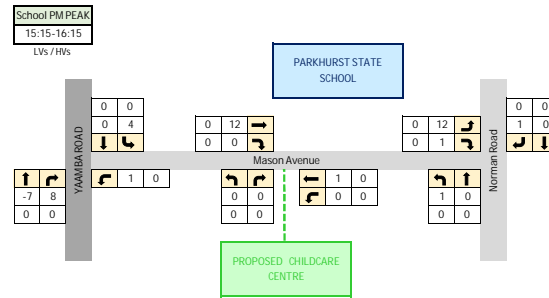 School PM PEAK
15:15-16:15
LVs / HVs
PARKHURST STATE
SCHOOL
0 0
0 4
0 12
0 0
0 12
0 1
0 0
1 0
YAAMBA ROAD
Mason Avenue
Norman Road
-7 8
0 0
1 0
0 0
0 0
1 0
0 0
1 0
0 0
PROPOSED CHILDCARE
CENTRE